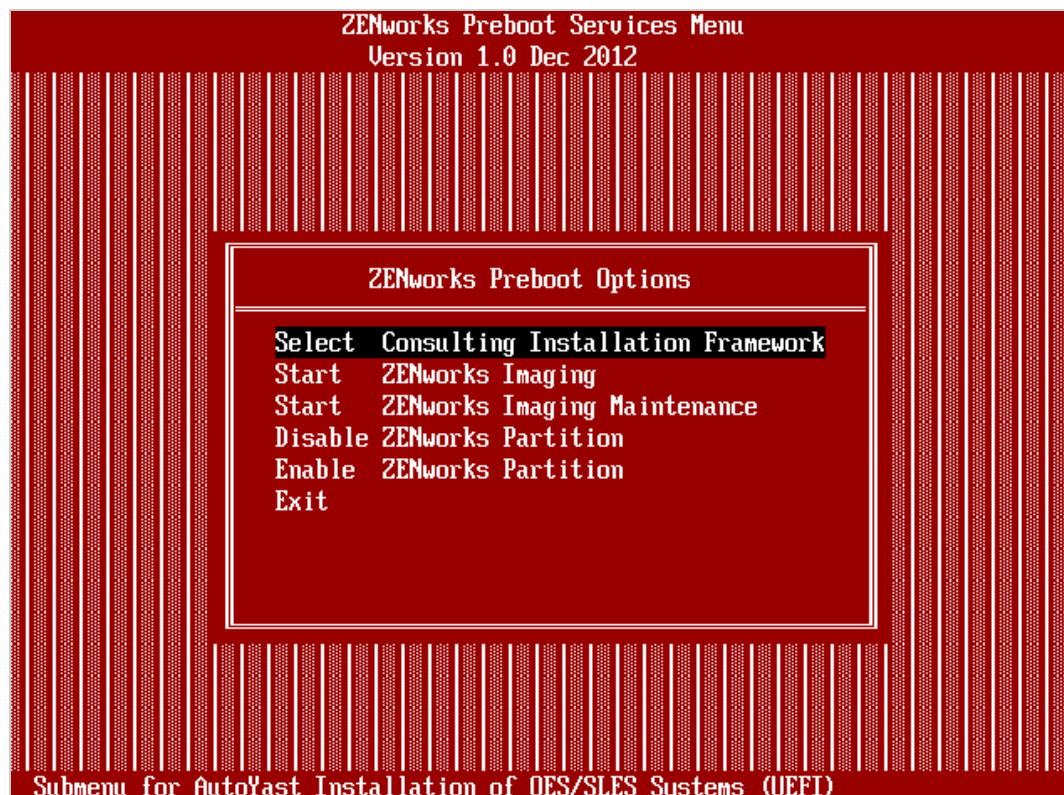 ZENworks Preboot Services Menu
Version 1.0 Dec 2012
ZENworks Preboot Options
Select Consulting Installation Framework
Start ZENworks Imaging
Start ZENworks Imaging Maintenance
Disable ZENworks Partition
Enable ZENworks Partition
Exit
Submenu for AutoYast Installation of OES/SLES Systems (UEFI)